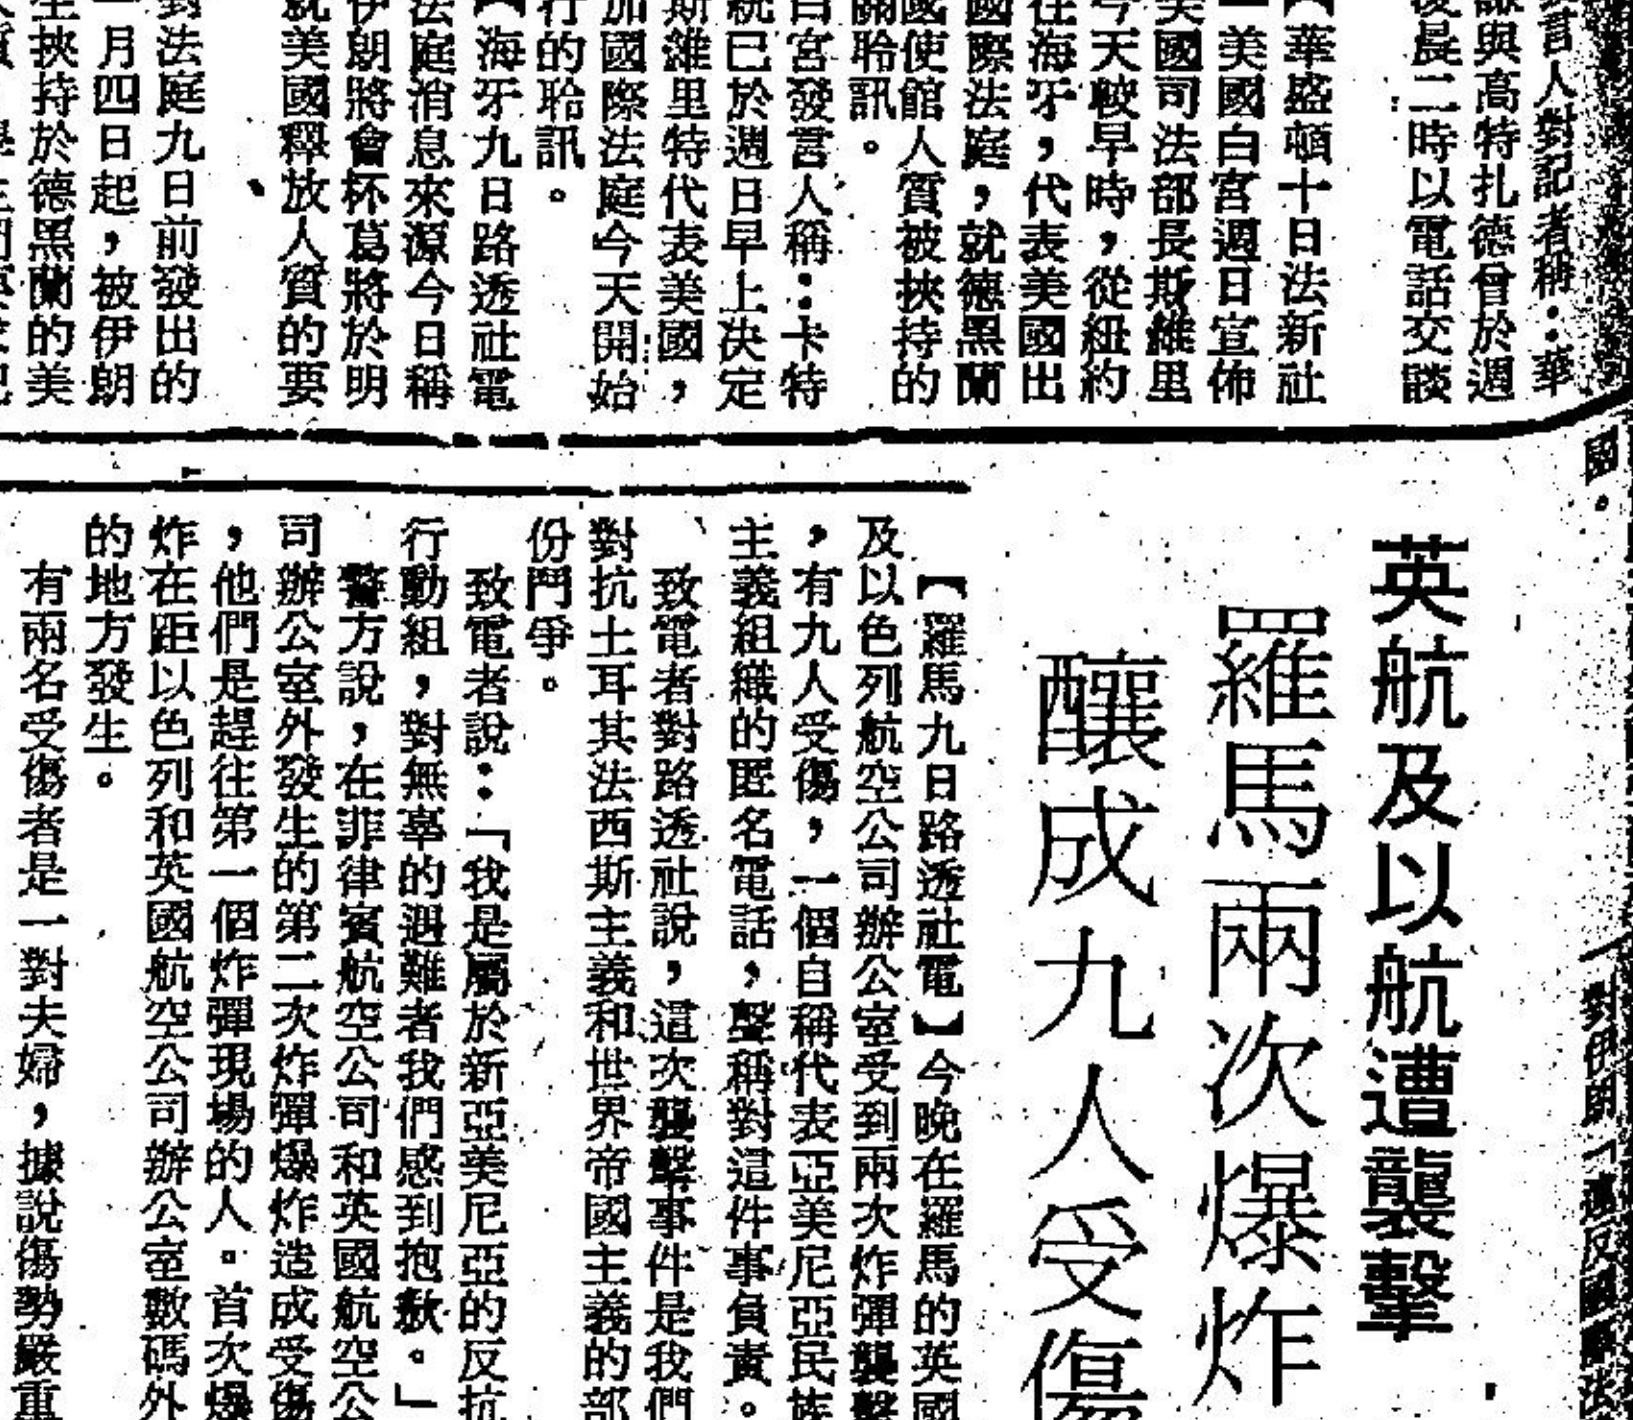 言人對記者稱：華
與高特扎德曾於週
晨二時以電話交談
【華盛頓十日法新社
美國白宮週日宣佈
美國司法部長斯維里
今天較早時，從紐約
往海牙，代表美國出
國際法庭，就德黑蘭
國使館人質被挾持的
關聆訊。
白宮發言人稱：卡特
統已於週日早上决定
斯維里特代表美國，
加國際法庭今天開始
行的聆訊。
【海牙九日路透社電
法庭消息來源今日稱
伊朗將會杯葛將於明
就美國釋放人質的要
對法庭九日前發出的
月四日起，被伊朗
生挾持於德黑蘭的美
英航及以航遭襲擊
羅馬兩次爆炸
釀成九人受傷
【羅馬九日路透社電】今晚在羅馬的英國
及以色列航空公司辦公室受到兩次炸彈襲擊
，有九人受傷，一個自稱代表亞美尼亞民族
主義組織的匿名電話，聲稱對這件事負責。
致電者對路透社說，這次襲擊事件是我們
對抗土耳其法西斯主義和世界帝國主義的部
份鬥爭。
致電者說：「我是屬於新亞美尼亞的反抗
行動組，對無辜的遇難者我們感到抱歉。」
警方說，在菲律賓航空公司和英國航空公
司辦公室外發生的第二次炸彈爆炸造成受傷
，他們是趕往第一個炸彈現場的人。首次爆
炸在距以色列和英國航空公司辦公室數碼外
的地方發生。
有兩名受傷者是一對夫婦，據說傷勢嚴重